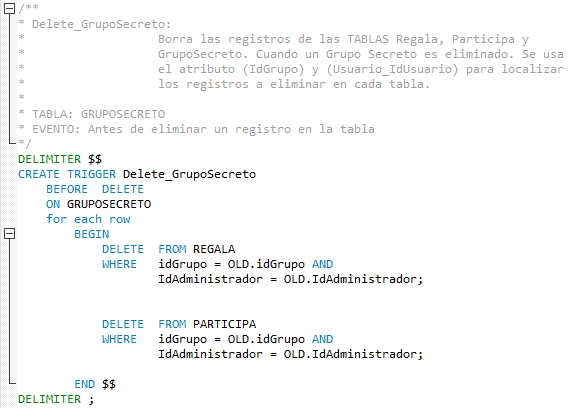 /**
* Delete_GrupoSecreto:
* Borra las registros de las TABLAS Regala, Participa y
* GrupoSecreto. Cuando un Grupo Secreto es eliminado. Se usa
* el atributo (IdGrupo) y (Usuario_IdUsuario) para localizar
* los registros a eliminar en cada tabla.
*
* TABLA: GRUPOSECRETO
* EVENTO: Antes de eliminar un registro en la tabla
*/
DELIMITER $$
CREATE TRIGGER Delete_GrupoSecreto
BEFORE DELETE
ON GRUPOSECRETO
for each row
BEGIN
DELETE FROM REGALA
WHERE idGrupo = OLD.idGrupo AND
IdAdministrador = OLD.IdAdministrador;
DELETE FROM PARTICIPA
WHERE idGrupo = OLD.idGrupo AND
IdAdministrador = OLD.IdAdministrador;
END $$
DELIMITER ;